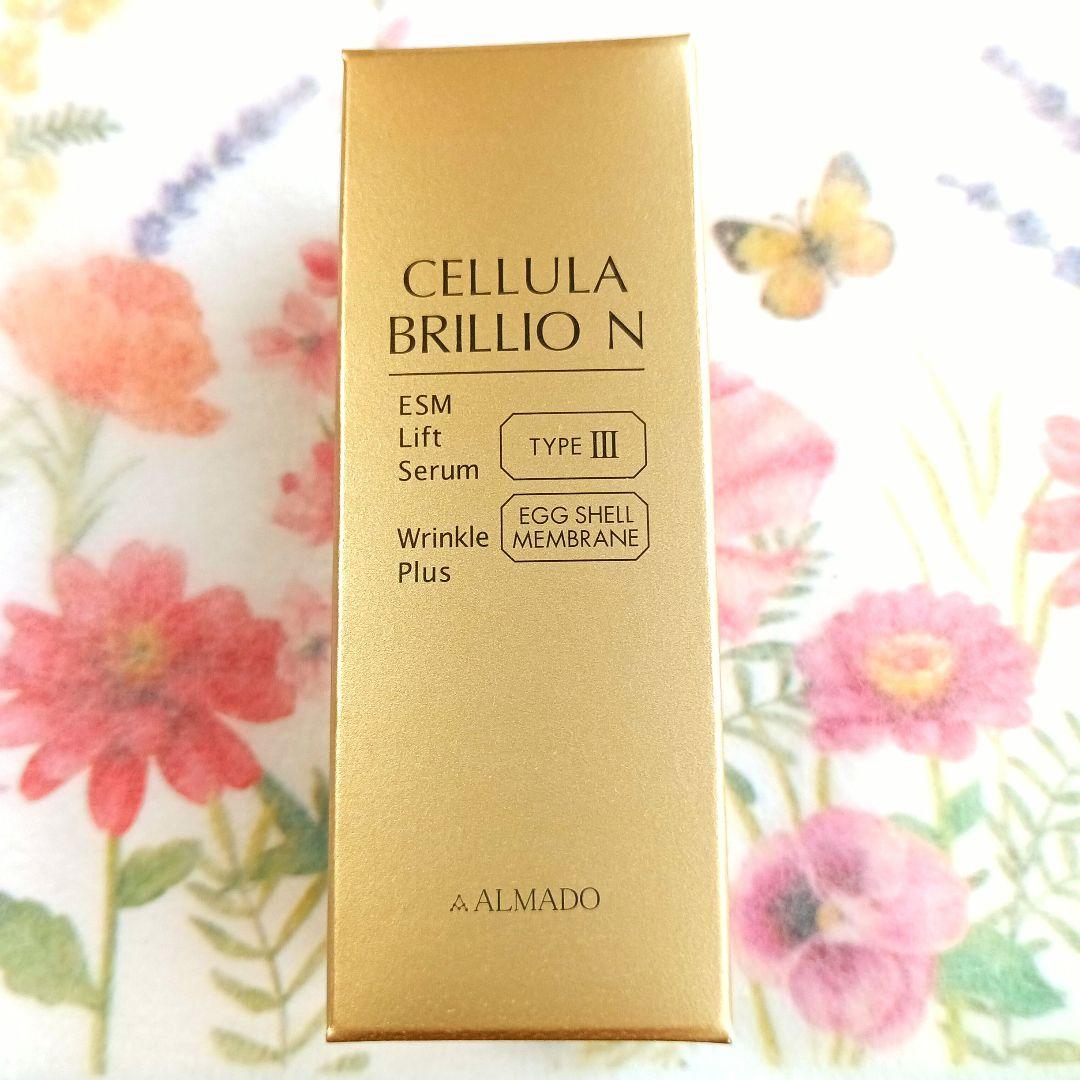 CELLULA
BRILLIO N
ESM
Lift
Serum
TYPE III
Wrinkle
Plus
EGG SHELL
MEMBRANE
ALMADO